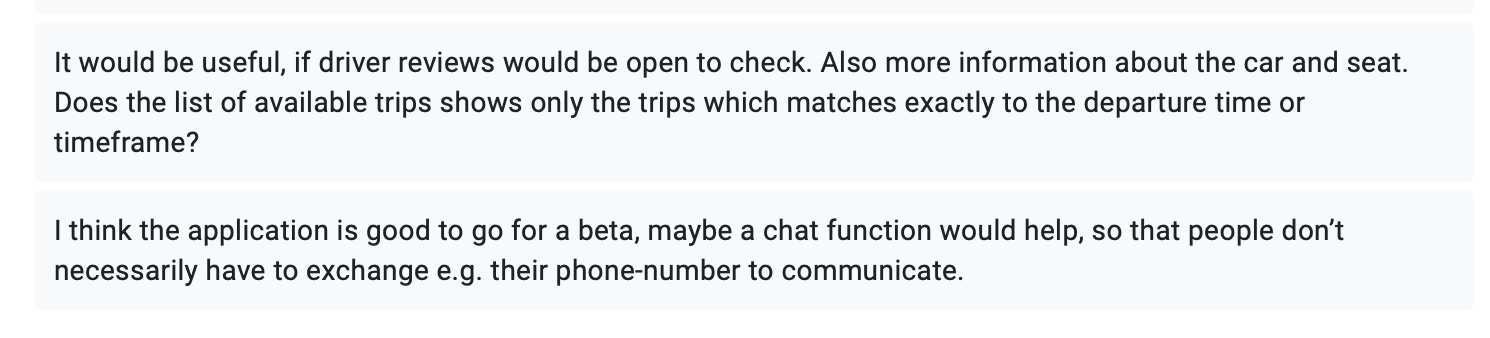 It would be useful, if driver reviews would be open to check. Also more information about the car and seat.
Does the list of available trips shows only the trips which matches exactly to the departure time or
timeframe?
I think the application is good to go for a beta, maybe a chat function would help, so that people don’t
necessarily have to exchange e.g. their phone-number to communicate.